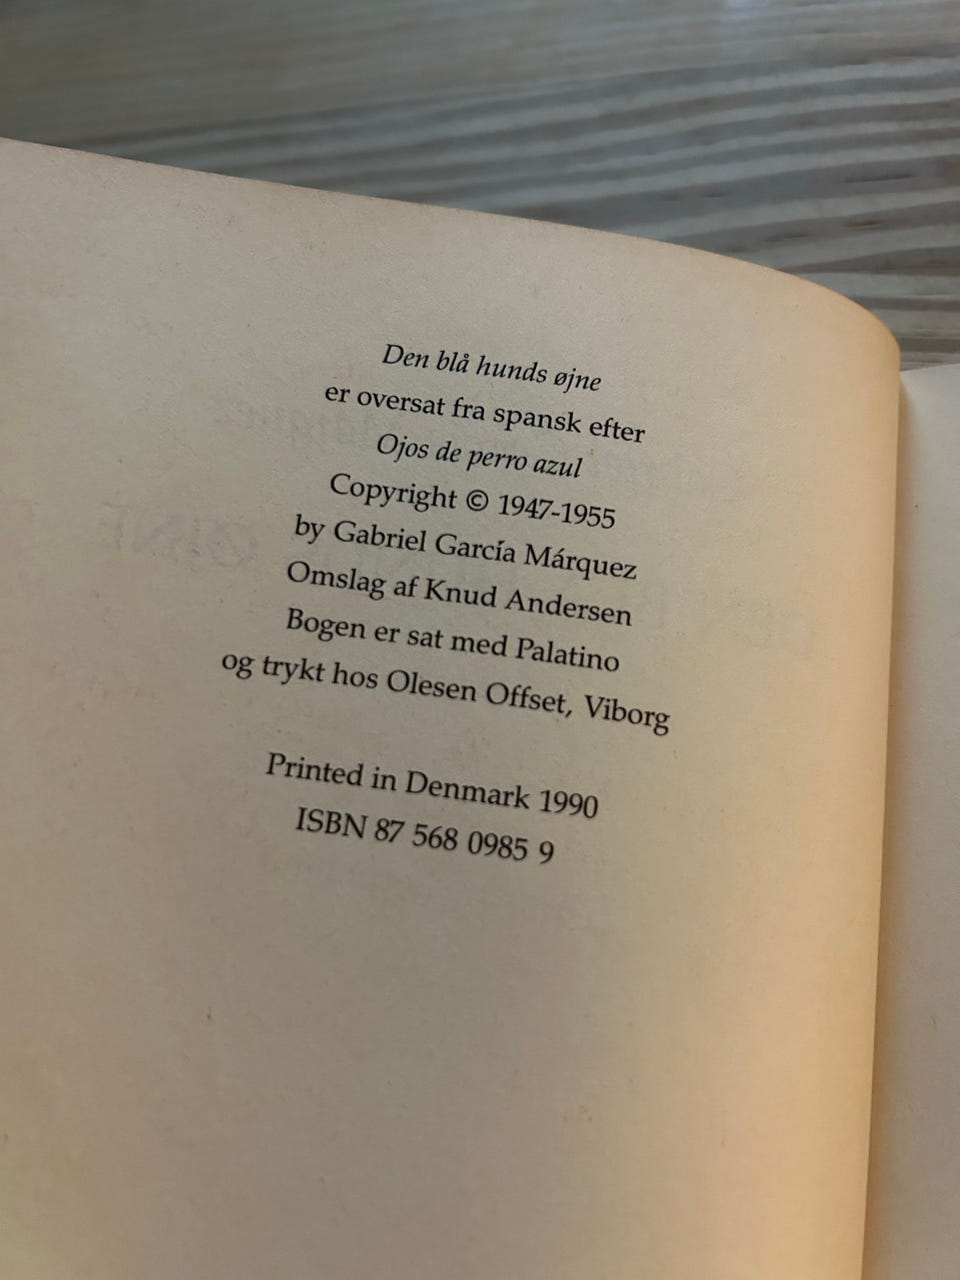 Den blå hunds øjne
er oversat fra spansk efter
Ojos de perro azul
Copyright © 1947-1955
by Gabriel García Márquez
Omslag af Knud Andersen
Bogen er sat med Palatino
og trykt hos Olesen Offset, Viborg
Printed in Denmark 1990
ISBN 87 568 0985 9